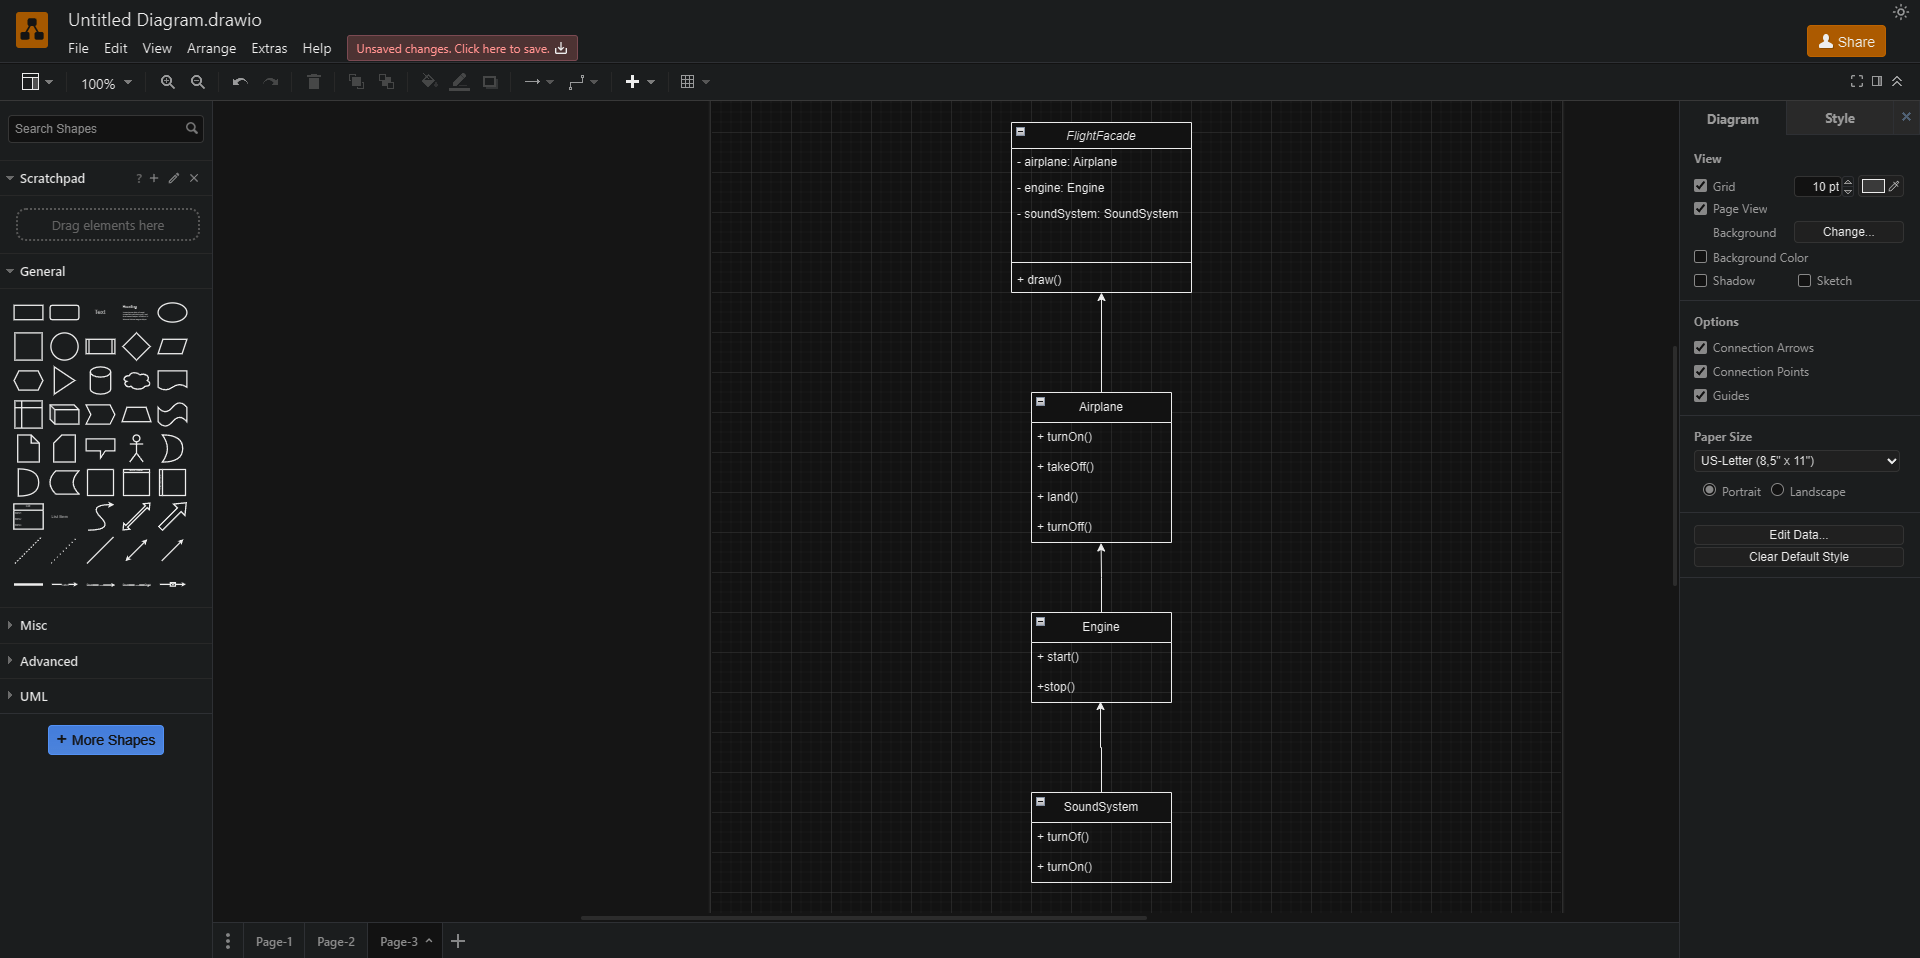 Untitled Diagram.drawio
File Edit View Arrange Extras Help Unsaved changes. Click here to save.
Share
100%
Search Shapes
Scratchpad ?
Drag elements here
General
Text
Heading
List Item
Misc
Advanced
UML
+ More Shapes
FlightFacade
- airplane: Airplane
- engine: Engine
- soundSystem: SoundSystem
+ draw()
Airplane
+ turnOn()
+ takeOff()
+ land()
+ turnOff()
Engine
+ start()
+stop()
SoundSystem
+ turnOf()
+ turnOn()
Page-1 Page-2 Page-3
Diagram Style
View
Grid 10 pt
Page View
Background Change...
Background Color
Shadow Sketch
Options
Connection Arrows
Connection Points
Guides
Paper Size
US-Letter (8,5" x 11")
Portrait Landscape
Edit Data...
Clear Default Style